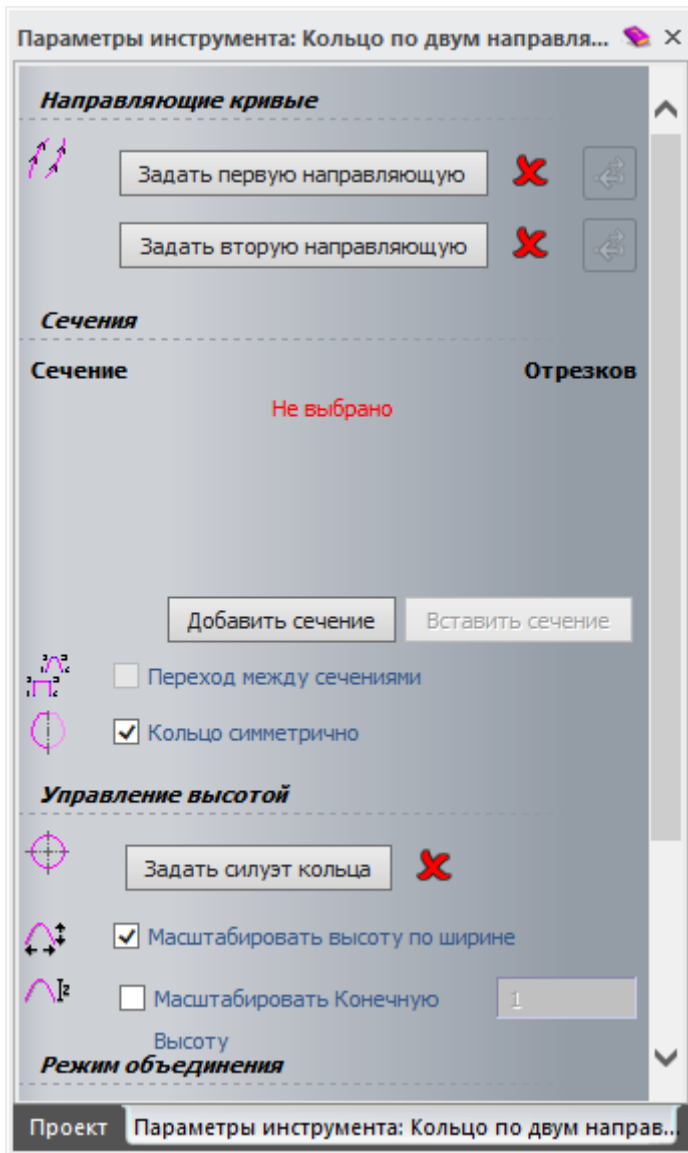 Параметры инструмента: Кольцо по двум направля...
Направляющие кривые
Задать первую направляющую
Задать вторую направляющую
Сечения
Сечение Отрезков
Не выбрано
Добавить сечение Вставить сечение
Переход между сечениями
Кольцо симметрично
Управление высотой
Задать силуэт кольца
Масштабировать высоту по ширине
Масштабировать Конечную 1
Высоту
Режим объединения
Проект Параметры инструмента: Кольцо по двум направ...